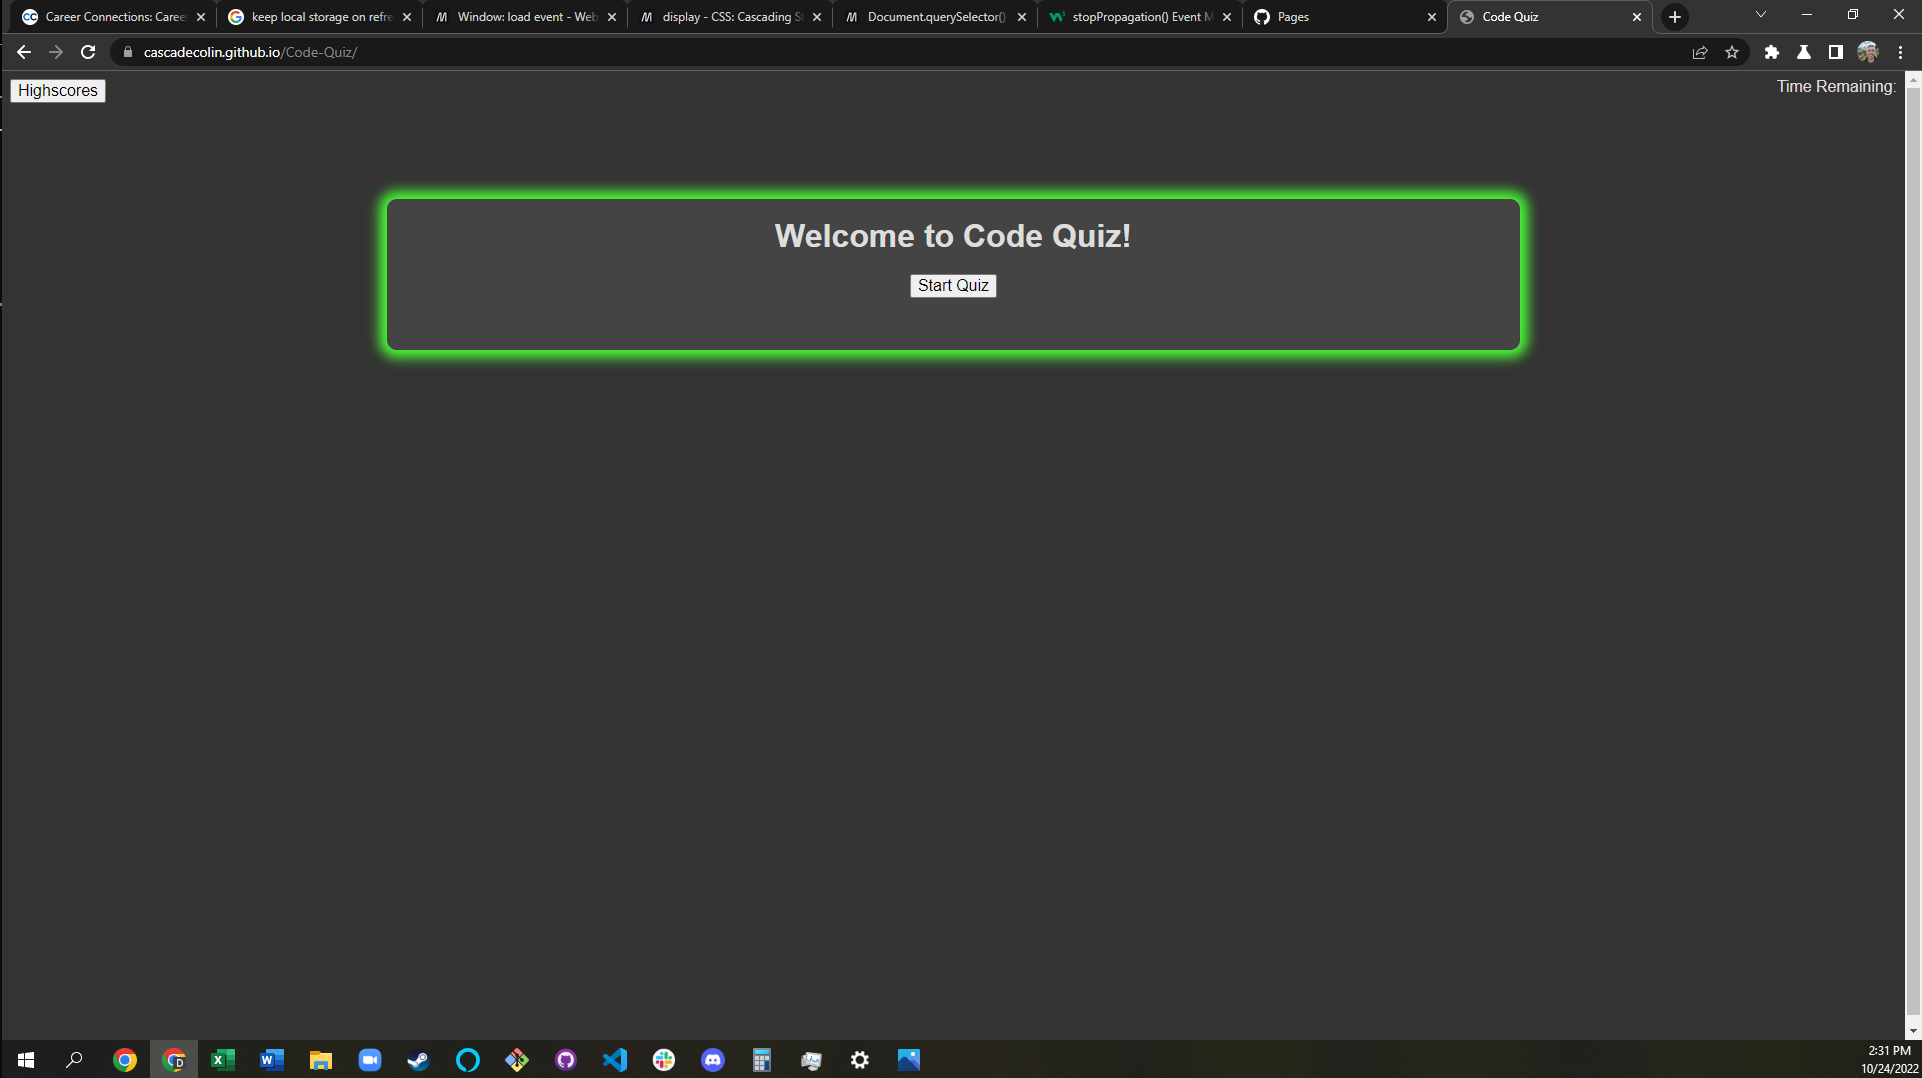 Career Connections: Caree
keep local storage on refre
Window: load event - Web
display - CSS: Cascading S
Document.querySelector()
stopPropagation() Event M
Pages
Code Quiz
cascadecolin.github.io/Code-Quiz/
Highscores
Time Remaining:
Welcome to Code Quiz!
Start Quiz
2:31 PM
10/24/2022